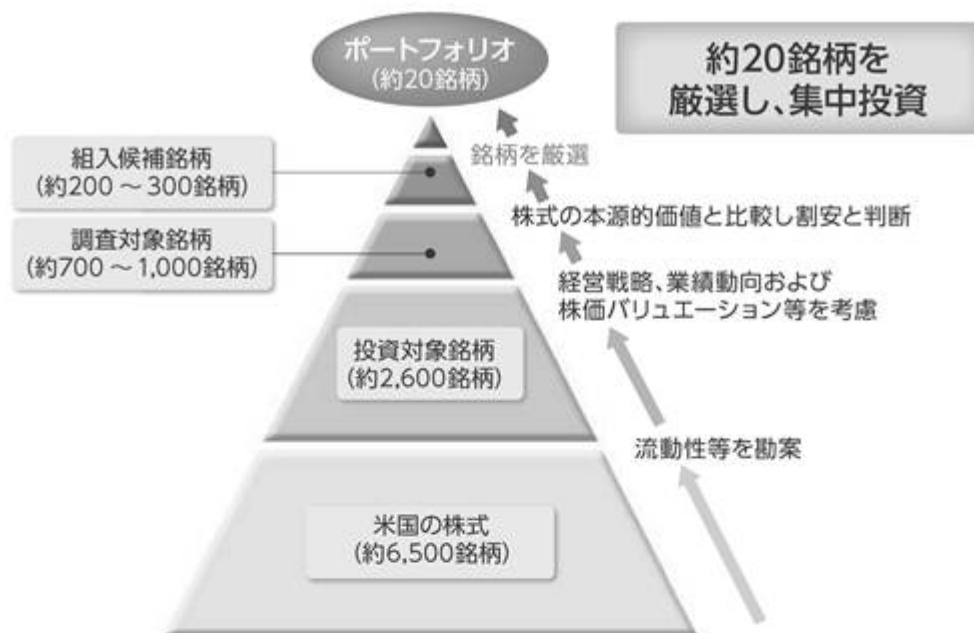 ポートフォリオ
(約20銘柄)
約20銘柄を
厳選し、集中投資
銘柄を厳選
組入候補銘柄
(約200 ～ 300銘柄)
株式の本源的価値と比較し割安と判断
調査対象銘柄
(約700 ～ 1,000銘柄)
経営戦略、業績動向および
株価バリュエーション等を考慮
投資対象銘柄
(約2,600銘柄)
流動性等を勘案
米国の株式
(約6,500銘柄)